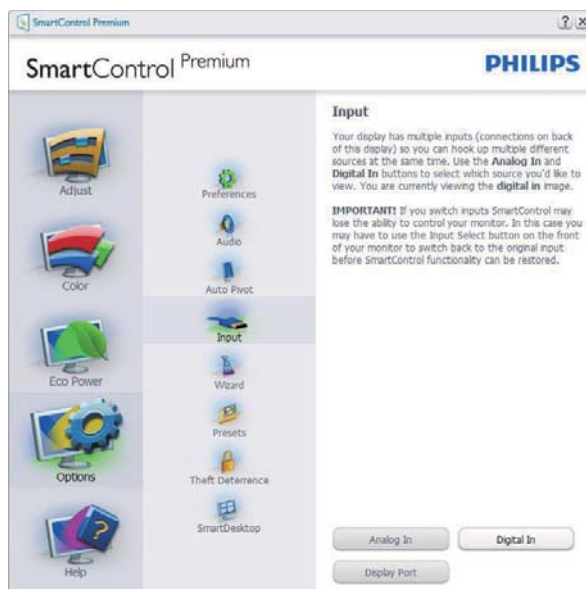 SmartControl Premium
SmartControl Premium
PHILIPS
Adjust
Color
Eco Power
Options
Help
Preferences
Audio
Auto Pivot
Input
Wizard
Presets
Theft Deterrence
SmartDesktop
Input
Your display has multiple inputs (connections on back
of this display) so you can hook up multiple different
sources at the same time. Use the Analog In and
Digital In buttons to select which source you'd like to
view. You are currently viewing the digital in image.
IMPORTANT! If you switch inputs SmartControl may
lose the ability to control your monitor. In this case you
may have to use the Input Select button on the front
of your monitor to switch back to the original input
before SmartControl functionality can be restored.
Analog In
Digital In
Display Port